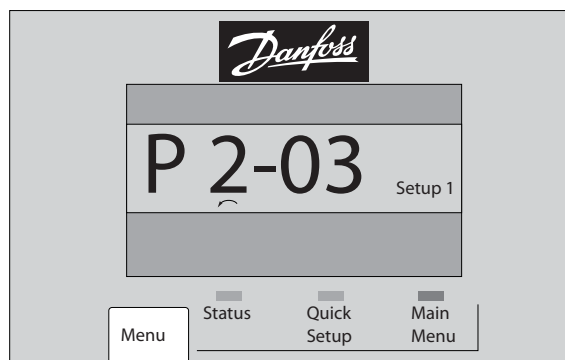 Danfoss
P 2-03
Setup 1
Status
Quick Setup
Main Menu
Menu